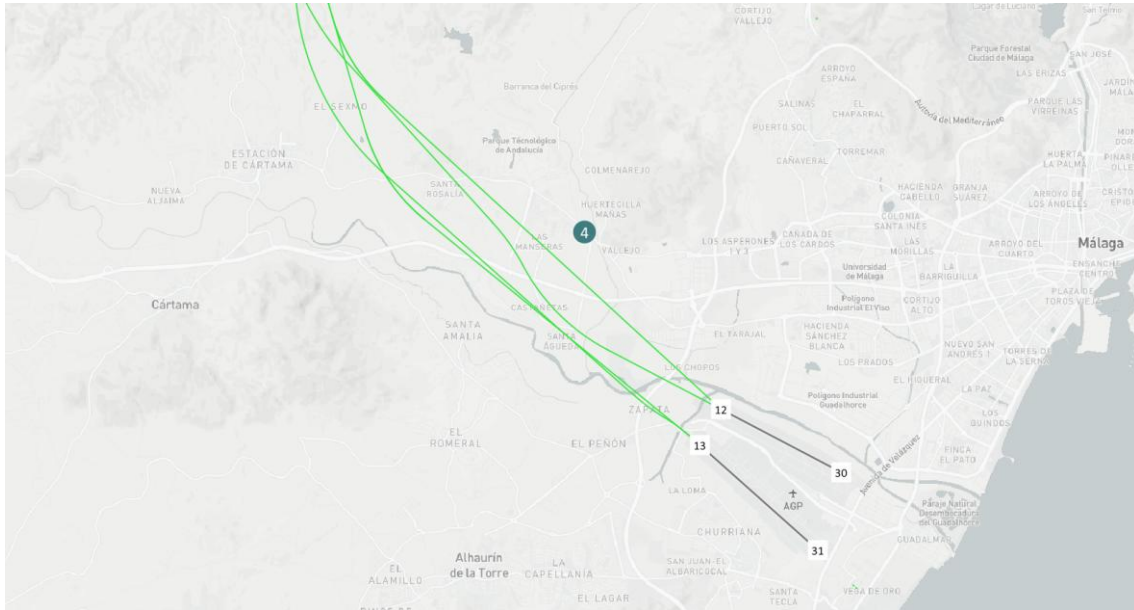 CORTIJO
VALLEJO
Lagar de Luciano
San Telmo
Parque Forestal
Ciudad de Málaga
SAN JOSÉ
LAS ERIZAS
ARROYO
ESPAÑA
Barranca del Ciprés
PARQUE LAS
VIRREINAS
SALINAS
EL
CHAPARRAL
Autovía del Mediterráneo
EL SEXMO
PUERTO SOL
TORREMAR
Parque Técnológico
de Andalucía
ESTACIÓN
DE CÁRTAMA
COLMENAREJO
CAÑAVERAL
HUERTA
LA PALMA
NUEVA
ALJAIMA
SANTA
ROSALÍA
HACIENDA
CABELLO
GRANJA
SUÁREZ
ARROYO DE
LOS ÁNGELES
HUERTECILLA
MAÑAS
COLONIA
SANTA INÉS
4
LAS
MANSERAS
VALLEJO
LOS ASPERONES
1 Y 3
CAÑADA DE
LOS CARDOS
LAS
MORILLAS
ARROYO DEL
CUARTO
Málaga
ENSANCHE
CENTRO
Universidad
de Málaga
LA
BARRIGUILLA
PLAZA DE
TOROS VIEJA
Cártama
CASTAÑETAS
Polígono
Industrial El Viso
CORTIJO
ALTO
SANTA
AMALIA
SANTA
ÁGUEDA
EL TARAJAL
HACIENDA
SÁNCHEZ
BLANCA
NUEVO SAN
ANDRÉS 1
TORRES DE
LA SERNA
LOS CHOPOS
LOS PRADOS
EL HIGUERAL
LA PAZ
Polígono Industrial
Guadalhorce
ZAPATA
12
LOS
GUINDOS
EL
ROMERAL
EL PEÑÓN
13
FINCA
EL PATO
30
Avenida de Velázquez
LA LOMA
AGP
Paraje Natural
Desembocadura
del Guadalhorce
CHURRIANA
GUADALMAR
31
Alhaurín
de la Torre
EL
ALAMILLO
LA
CAPELLANÍA
SAN JUAN-EL
ALBARICOCAL
EL LAGAR
SANTA
TECLA
VEGA DE ORO